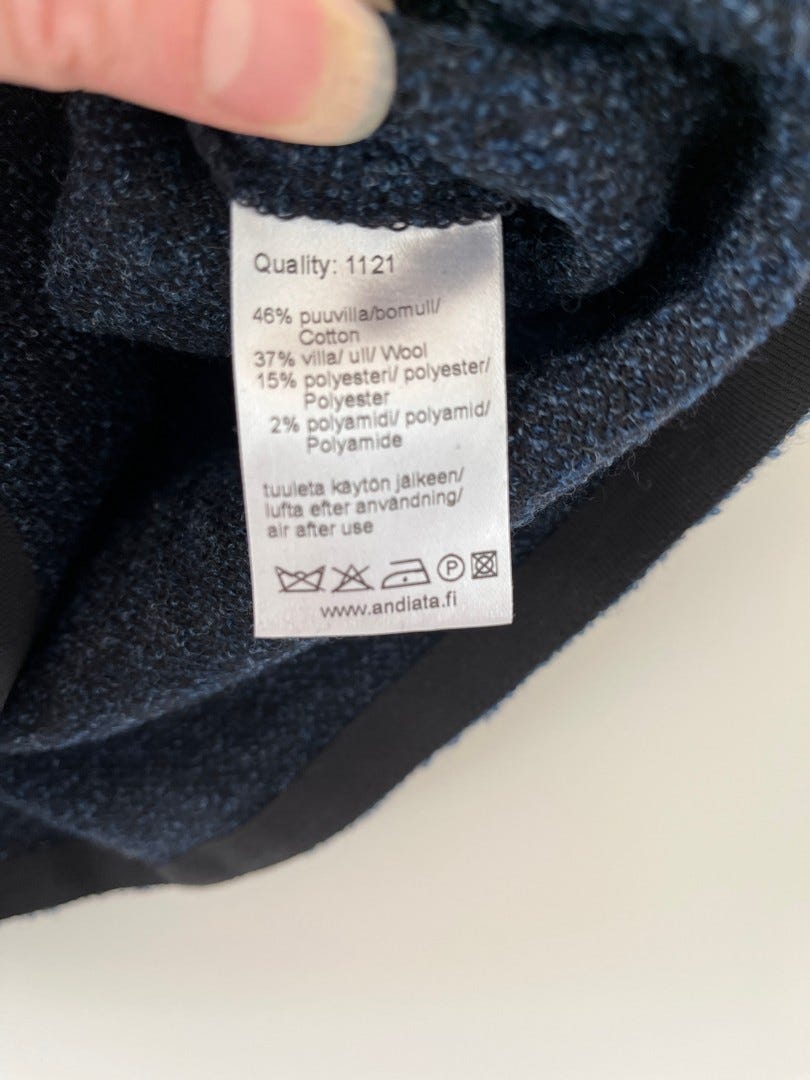 Quality: 1121
46% puuvilla/bomull/
Cotton
37% villa/ ull/ Wool
15% polyesteri/ polyester/
Polyester
2% polyamidi/ polyamid/
Polyamide
tuuleta käytön jälkeen/
lufta efter användning/
air after use
P
www.andiata.fi